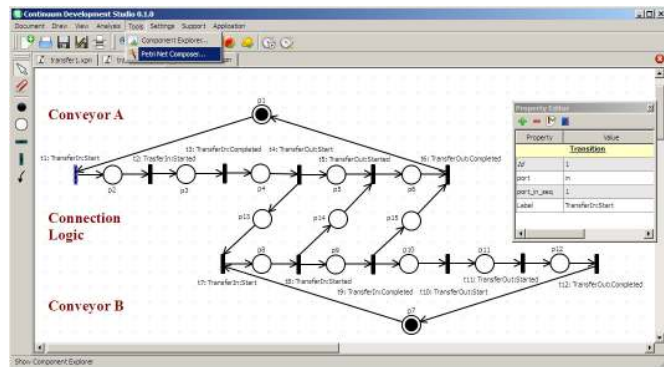 Continuum Development Studio 0.1.0
Document Draw View Analysis Tools Settings Support Application
Component Explorer...
Petri Net Composer...
transfer1.xpn
Conveyor A
p1
t3: TransferIn:Completed t4: TransferOut:Start
t1: TransferIn:Start t2: TrasferIn:Started t5: TransferOut:Started t6: TransferOut:Completed
p2 p3 p4 p5 p6
Connection
Logic
p13 p14 p15
p8 p9 p10 p11 p12
t7: TransferIn:Start t8: TransferIn:Started t11: TransferOut:Started
t9: TransferIn:Completed t10: TransferOut:Start t12: TransferOut:Completed
Conveyor B
p7
Property Editor
Property Value
Transition
port in
port_in_seq 1
Label TransferIn:Start
Show Component Explorer